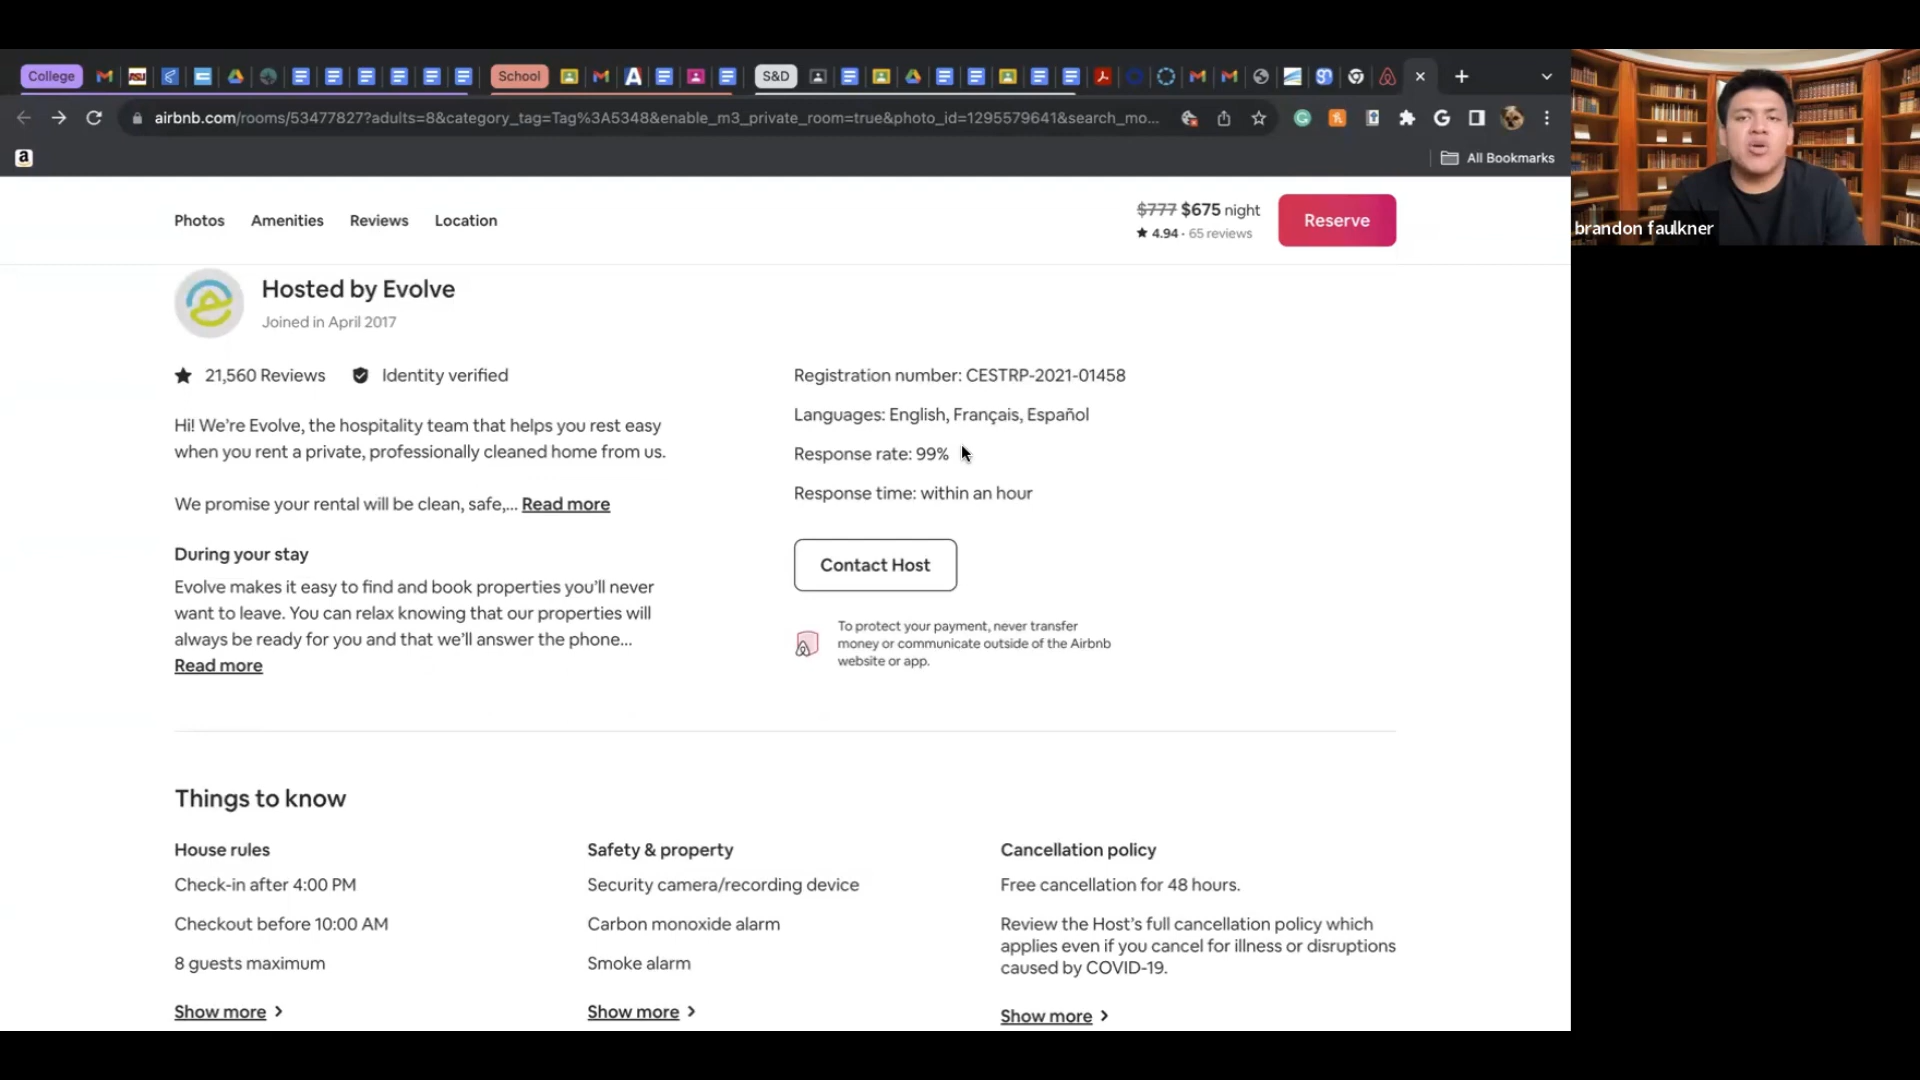 College
ASU
School
S&D
airbnb.com/rooms/53477827?adults=8&category_tag=Tag%3A5348&enable_m3_private_room=true&photo_id=1295579641&search_mo...
a
All Bookmarks
brandon faulkner
Photos
Amenities
Reviews
Location
$777 $675 night
4.94 · 65 reviews
Reserve
Hosted by Evolve
Joined in April 2017
21,560 Reviews
Identity verified
Hi! We’re Evolve, the hospitality team that helps you rest easy
when you rent a private, professionally cleaned home from us.
We promise your rental will be clean, safe,... Read more
During your stay
Evolve makes it easy to find and book properties you’ll never
want to leave. You can relax knowing that our properties will
always be ready for you and that we’ll answer the phone...
Read more
Registration number: CESTRP-2021-01458
Languages: English, Français, Español
Response rate: 99%
Response time: within an hour
Contact Host
To protect your payment, never transfer
money or communicate outside of the Airbnb
website or app.
Things to know
House rules
Check-in after 4:00 PM
Checkout before 10:00 AM
8 guests maximum
Show more
Safety & property
Security camera/recording device
Carbon monoxide alarm
Smoke alarm
Show more
Cancellation policy
Free cancellation for 48 hours.
Review the Host’s full cancellation policy which
applies even if you cancel for illness or disruptions
caused by COVID-19.
Show more